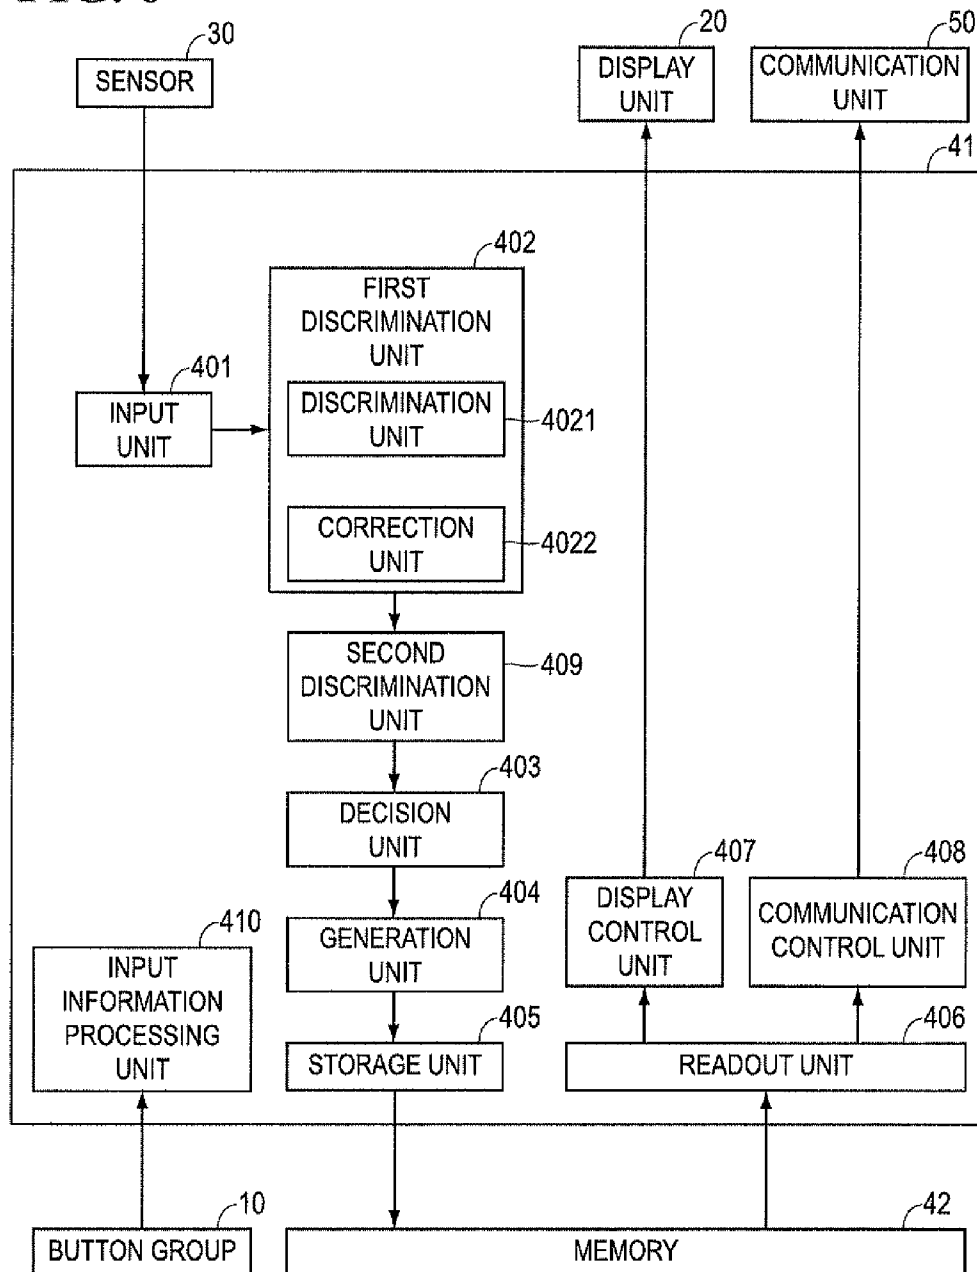 30
SENSOR
20
DISPLAY
UNIT
50
COMMUNICATION
UNIT
41
402
FIRST
DISCRIMINATION
UNIT
401
INPUT
UNIT
DISCRIMINATION
UNIT
4021
CORRECTION
UNIT
4022
SECOND
DISCRIMINATION
UNIT
409
403
DECISION
UNIT
404
GENERATION
UNIT
405
STORAGE UNIT
407
DISPLAY
CONTROL
UNIT
408
COMMUNICATION
CONTROL UNIT
406
READOUT UNIT
410
INPUT
INFORMATION
PROCESSING
UNIT
10
BUTTON GROUP
42
MEMORY